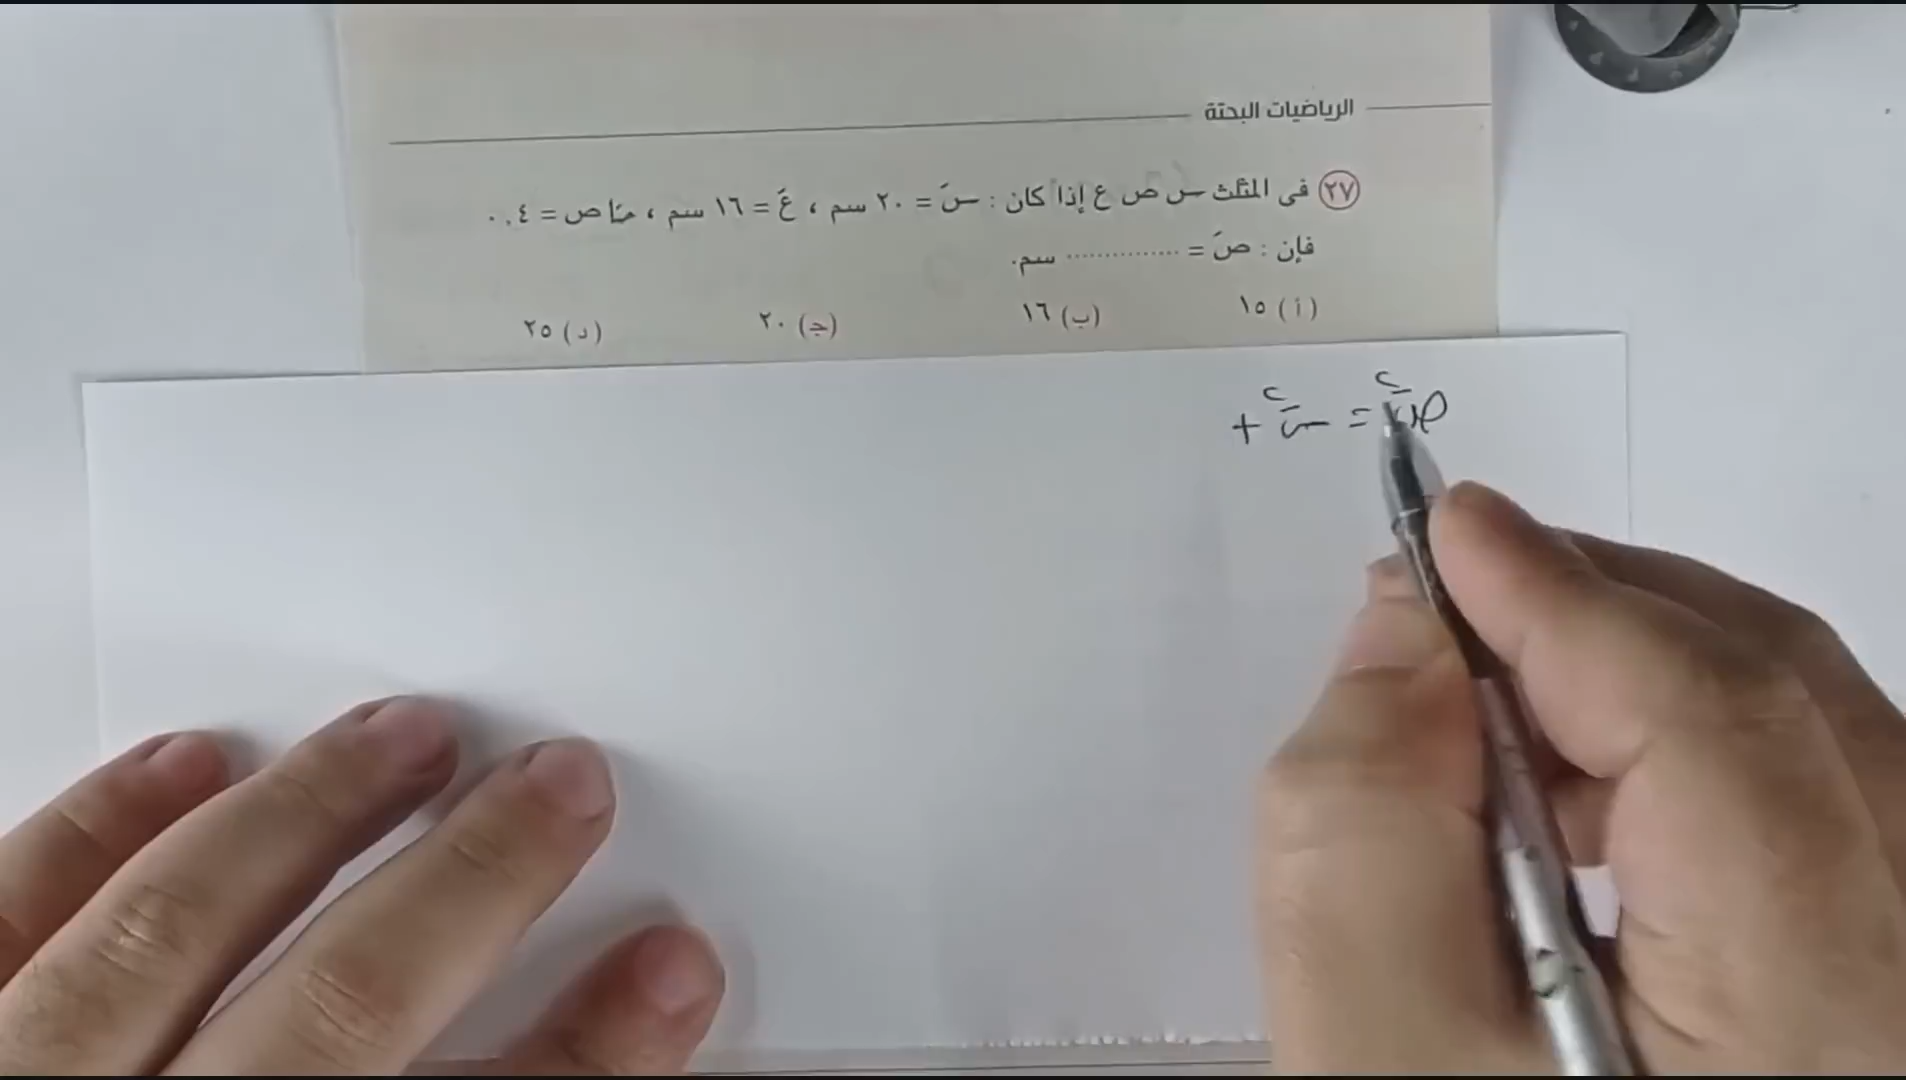 الرياضيات البحتة
٢٧ فى المثلث س ص ع إذا كان : سَ = ٢٠ سم ، عَ = ١٦ سم ، منا ص = ٠,٤
فإن : صَ = ............... سم.
(أ) ١٥ (ب) ١٦ (جـ) ٢٠ (د) ٢٥
صَ٢ = سَ٢ +